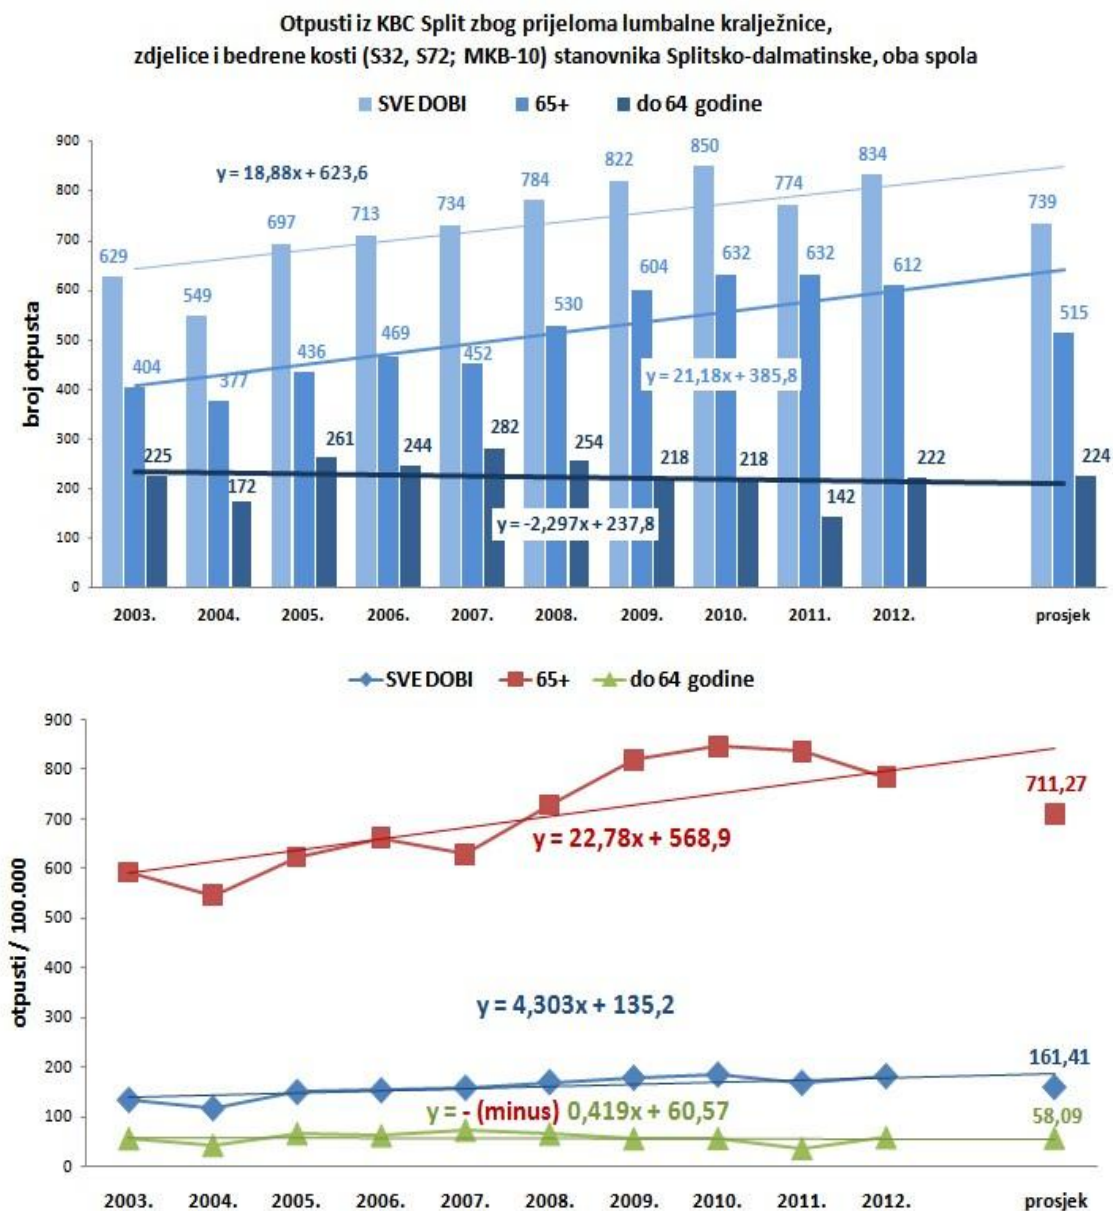 Otpusti iz KBC Split zbog prijeloma lumbalne kralježnice,
zdjelice i bedrene kosti (S32, S72; MKB-10) stanovnika Splitsko-dalmatinske, oba spola
SVE DOBI 65+ do 64 godine
broj otpusta
900
800
700
600
500
400
300
200
100
0
y = 18,88x + 623,6
y = 21,18x + 385,8
y = -2,297x + 237,8
629 404 225
549 377 172
697 436 261
713 469 244
734 452 282
784 530 254
822 604 218
850 632 218
774 632 142
834 612 222
739 515 224
2003. 2004. 2005. 2006. 2007. 2008. 2009. 2010. 2011. 2012. prosjek
SVE DOBI 65+ do 64 godine
otpusti / 100.000
900
800
700
600
500
400
300
200
100
0
711,27
y = 22,78x + 568,9
y = 4,303x + 135,2
161,41
y = - (minus) 0,419x + 60,57
58,09
2003. 2004. 2005. 2006. 2007. 2008. 2009. 2010. 2011. 2012. prosjek